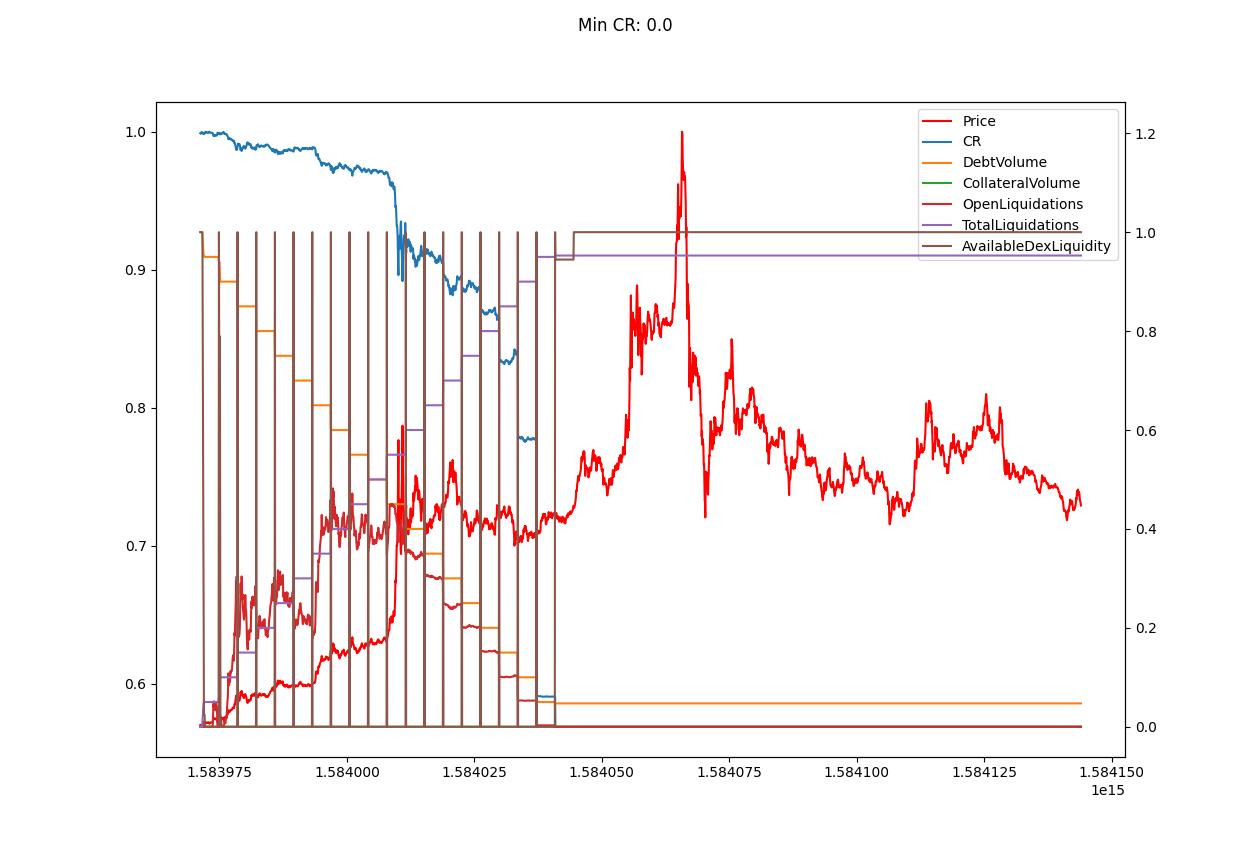 Min CR: 0.0
1.0
0.9
0.8
0.7
0.6
1.2
1.0
0.8
0.6
0.4
0.2
0.0
Price
CR
DebtVolume
CollateralVolume
OpenLiquidations
TotalLiquidations
AvailableDexLiquidity
1.583975
1.584000
1.584025
1.584050
1.584075
1.584100
1.584125
1.584150
1e15